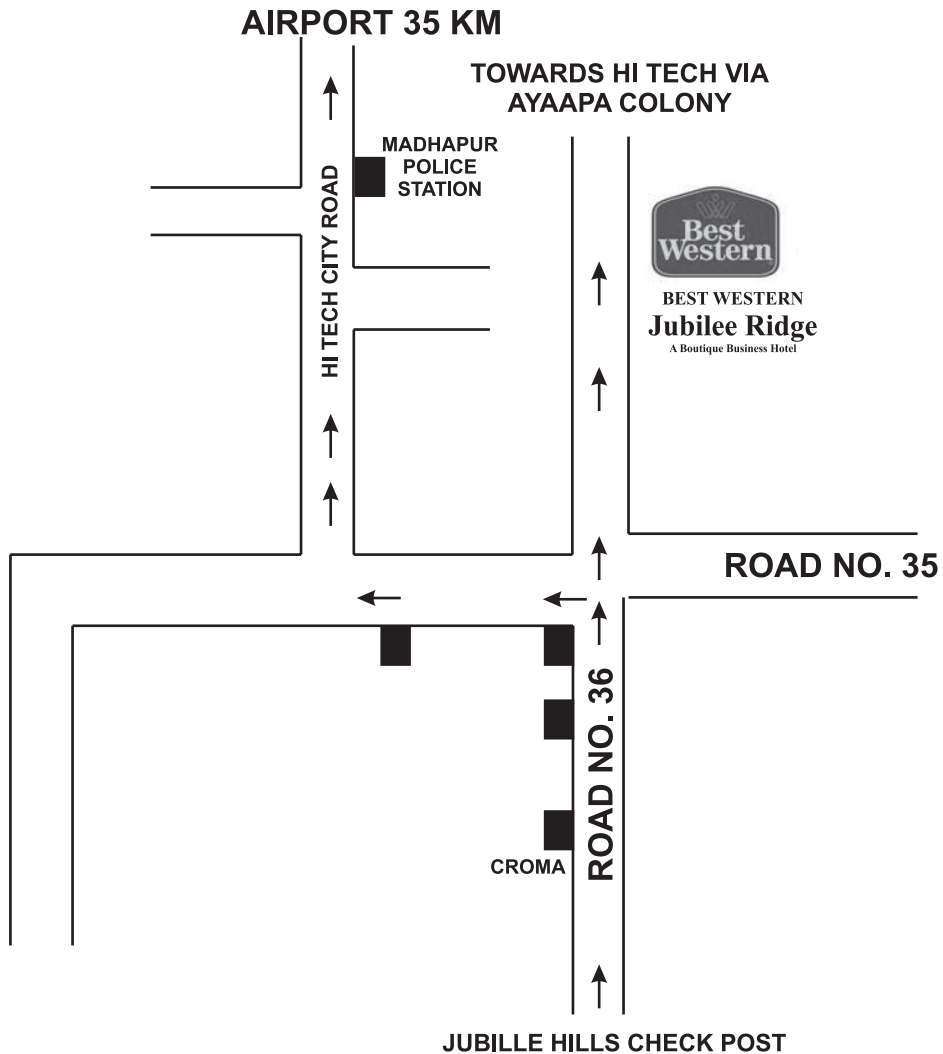 AIRPORT 35 KM
TOWARDS HI TECH VIA
AYAAPA COLONY
MADHAPUR
POLICE
STATION
HI TECH CITY ROAD
Best
Western
BEST WESTERN
Jubilee Ridge
A Boutique Business Hotel
ROAD NO. 35
ROAD NO. 36
CROMA
JUBILLE HILLS CHECK POST